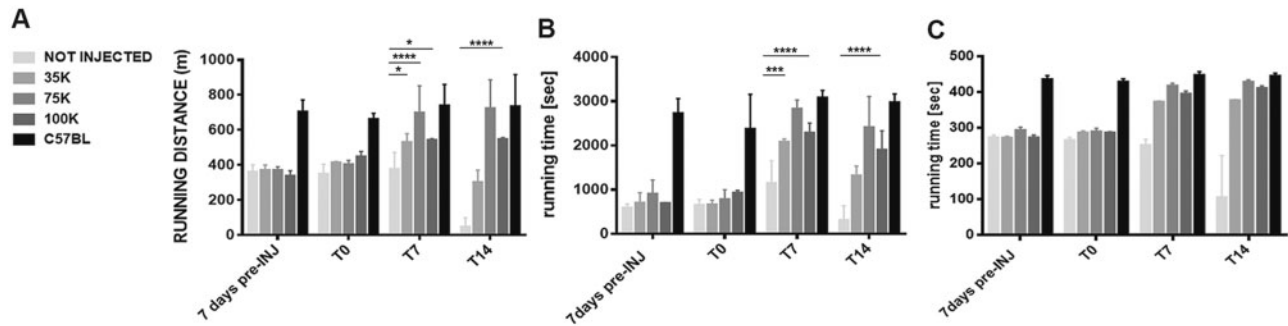 A
NOT INJECTED
35K
75K
100K
C57BL
RUNNING DISTANCE (m)
1000
800
600
400
200
0
*
****
*
****
7 days pre-INJ
T0
T7
T14
B
running time [sec]
4000
3000
2000
1000
0
****
***
****
7 days pre-INJ
T0
T7
T14
C
running time [sec]
500
400
300
200
100
0
7days pre-INJ
T0
T7
T14